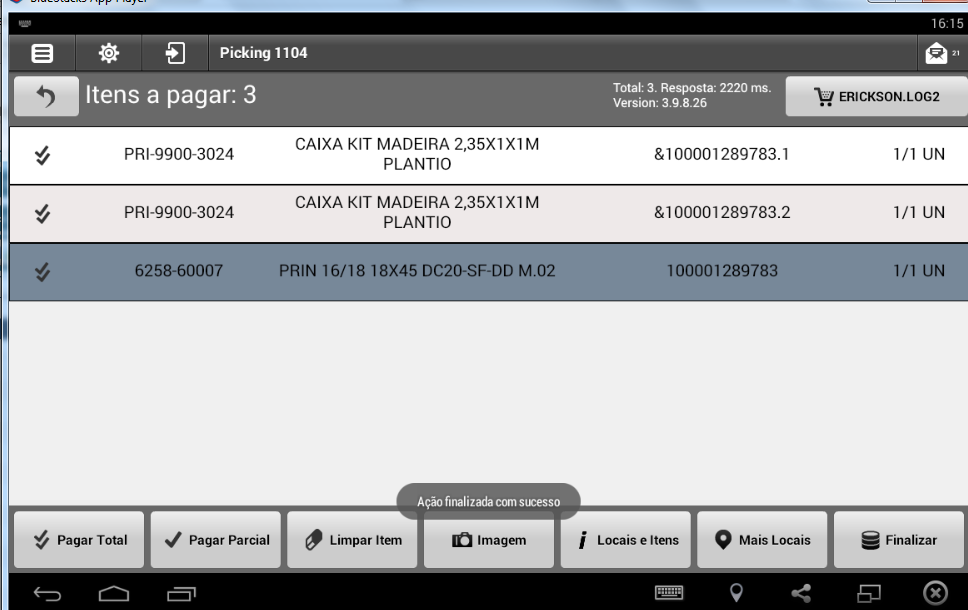 BlueStacks App Player
16:15
Picking 1104
21
Itens a pagar: 3
Total: 3. Resposta: 2220 ms.
Version: 3.9.8.26
ERICKSON.LOG2
PRI-9900-3024
CAIXA KIT MADEIRA 2,35X1X1M
PLANTIO
&100001289783.1
1/1 UN
PRI-9900-3024
CAIXA KIT MADEIRA 2,35X1X1M
PLANTIO
&100001289783.2
1/1 UN
6258-60007
PRIN 16/18 18X45 DC20-SF-DD M.02
100001289783
1/1 UN
Ação finalizada com sucesso
Pagar Total
Pagar Parcial
Limpar Item
Imagem
Locais e Itens
Mais Locais
Finalizar